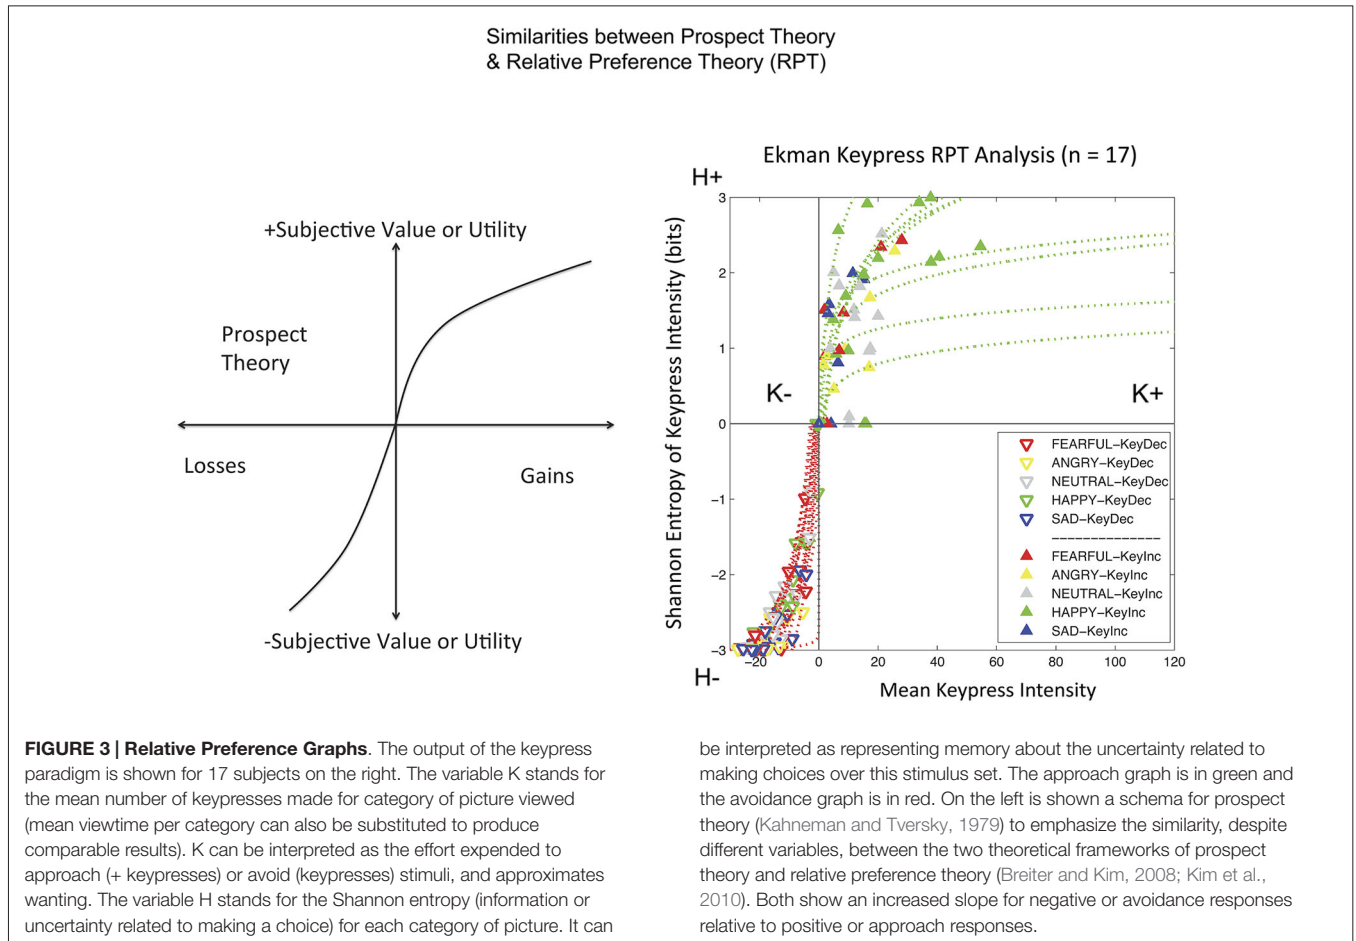 Similarities between Prospect Theory
& Relative Preference Theory (RPT)
+Subjective Value or Utility
Prospect
Theory
Losses
Gains
-Subjective Value or Utility
Ekman Keypress RPT Analysis (n = 17)
H+
Shannon Entropy of Keypress Intensity (bits)
3
2
1
0
−1
−2
−3
K-
K+
FEARFUL−KeyDec
ANGRY−KeyDec
NEUTRAL−KeyDec
HAPPY−KeyDec
SAD−KeyDec
−−−−−−−−−−−−−−
FEARFUL−KeyInc
ANGRY−KeyInc
NEUTRAL−KeyInc
HAPPY−KeyInc
SAD−KeyInc
H-
−20 0 20 40 60 80 100 120
Mean Keypress Intensity
FIGURE 3 | Relative Preference Graphs. The output of the keypress
paradigm is shown for 17 subjects on the right. The variable K stands for
the mean number of keypresses made for category of picture viewed
(mean viewtime per category can also be substituted to produce
comparable results). K can be interpreted as the effort expended to
approach (+ keypresses) or avoid (keypresses) stimuli, and approximates
wanting. The variable H stands for the Shannon entropy (information or
uncertainty related to making a choice) for each category of picture. It can
be interpreted as representing memory about the uncertainty related to
making choices over this stimulus set. The approach graph is in green and
the avoidance graph is in red. On the left is shown a schema for prospect
theory (Kahneman and Tversky, 1979) to emphasize the similarity, despite
different variables, between the two theoretical frameworks of prospect
theory and relative preference theory (Breiter and Kim, 2008; Kim et al.,
2010). Both show an increased slope for negative or avoidance responses
relative to positive or approach responses.